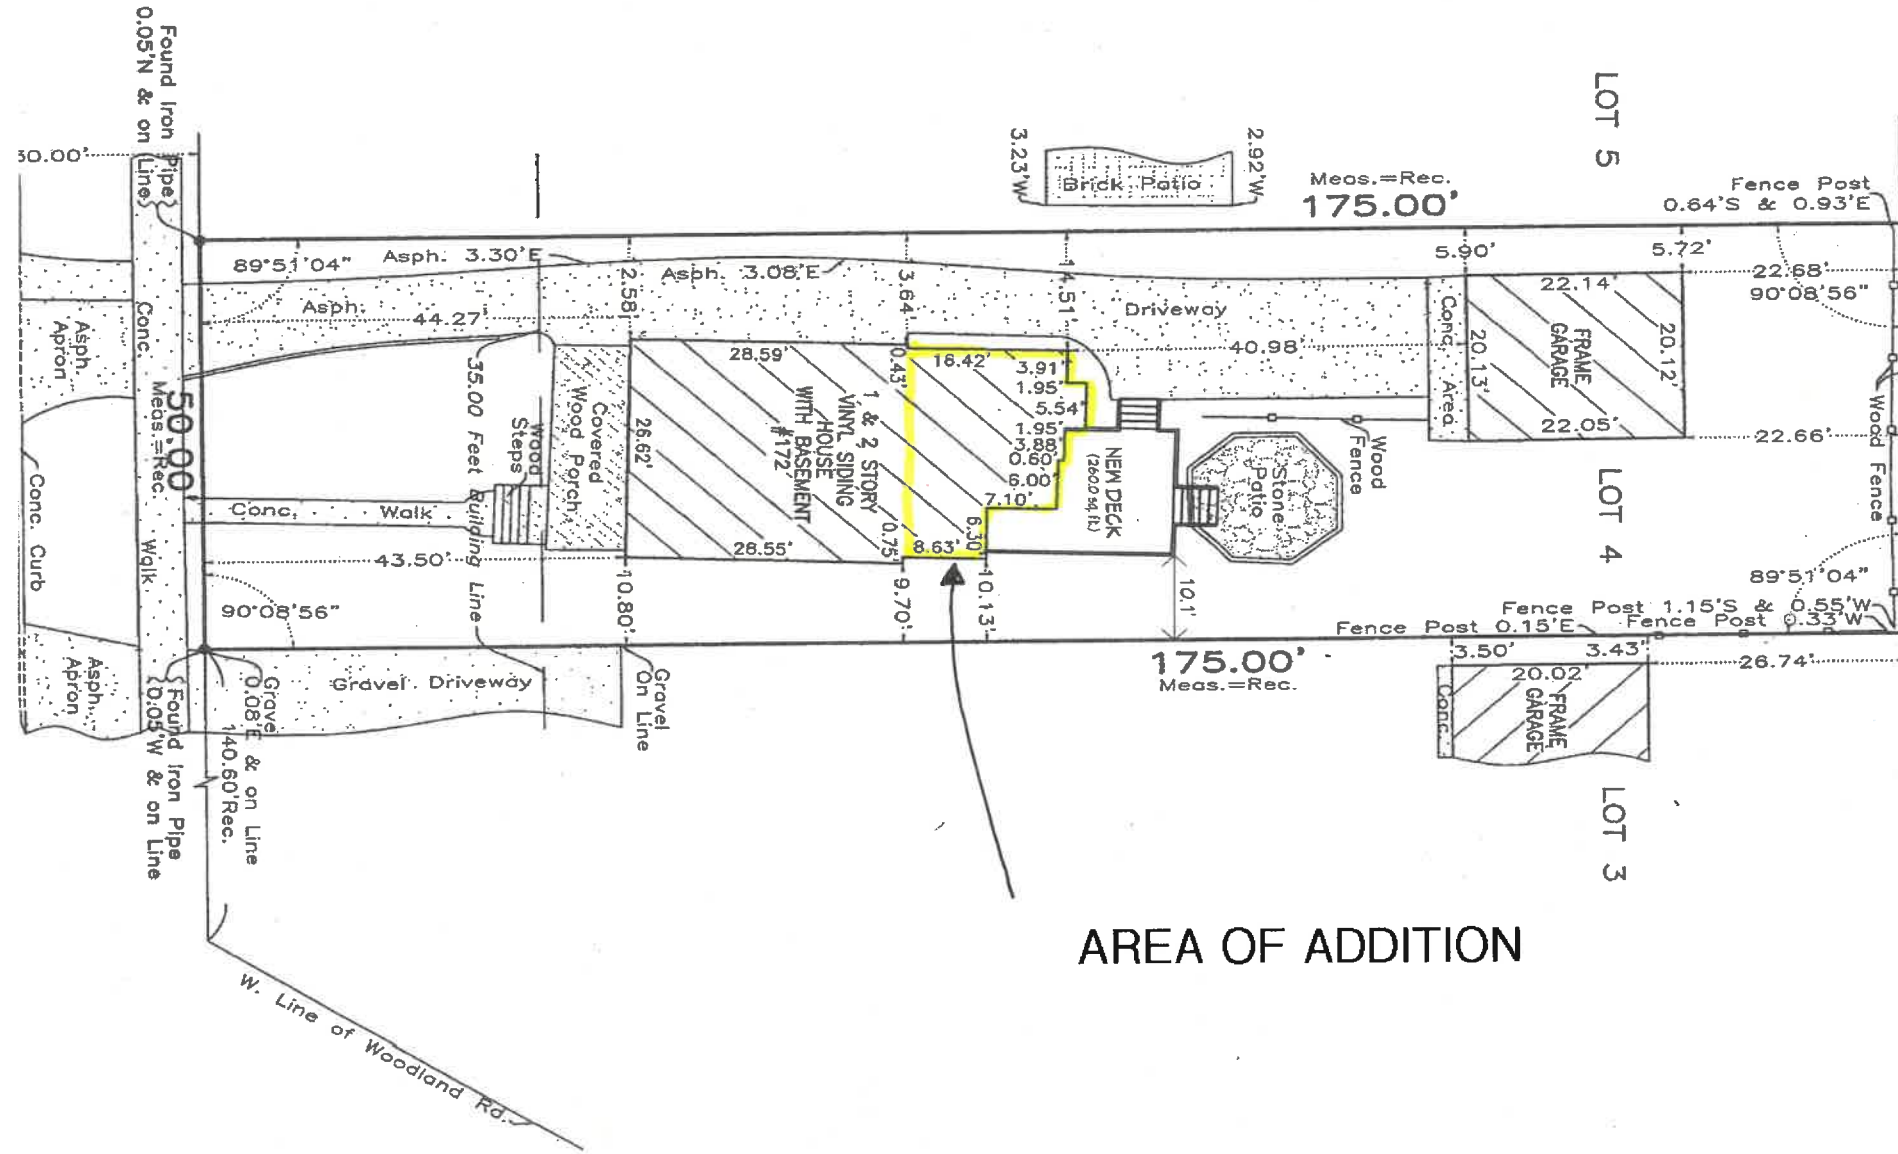 Found Iron Pipe
0.05'N & on Line
30.00'
LOT 5
3.23'W
2.92'W
Brick Patio
Meas.=Rec.
175.00'
Fence Post
0.64'S & 0.93'E
89°51'04"
Asph. 3.30'E
Asph. 3.08'E
2.58'
3.64'
14.51'
5.90'
5.72'
22.68'
90°08'56"
Asph.
44.27'
Driveway
40.98'
Conc. Area
22.14'
20.13'
FRAME
GARAGE
20.12'
22.05'
22.66'
Wood Fence
Asph.
Apron
Conc. Walk
50.00'
Meas.=Rec.
35.00 Feet Building Line
Wood
Steps
Covered
Wood Porch
26.62'
28.59'
1 & 2 STORY
VINYL SIDING
HOUSE
WITH BASEMENT
#172
0.43'
16.42'
3.91'
1.95'
5.54'
1.95'
3.88'
0.60'
6.00'
7.10'
6.30'
8.63'
0.75'
28.55'
NEW DECK
(260.0 sq. ft.)
Stone
Patio
Wood
Fence
LOT 4
Conc. Walk
43.50'
90°08'56"
10.80'
9.70'
10.13'
10.1'
89°51'04"
Fence Post 1.15'S & 0.55'W
Fence Post 0.33'W
Fence Post 0.15'E
175.00'
Meas.=Rec.
3.50'
3.43'
26.74'
20.02'
FRAME
GARAGE
Conc.
LOT 3
Conc. Curb
Asph.
Apron
Gravel Driveway
Gravel
On Line
Gravel
0.08'E & on Line
140.60'Rec.
Found Iron Pipe
0.05'W & on Line
AREA OF ADDITION
W. Line of Woodland Rd.